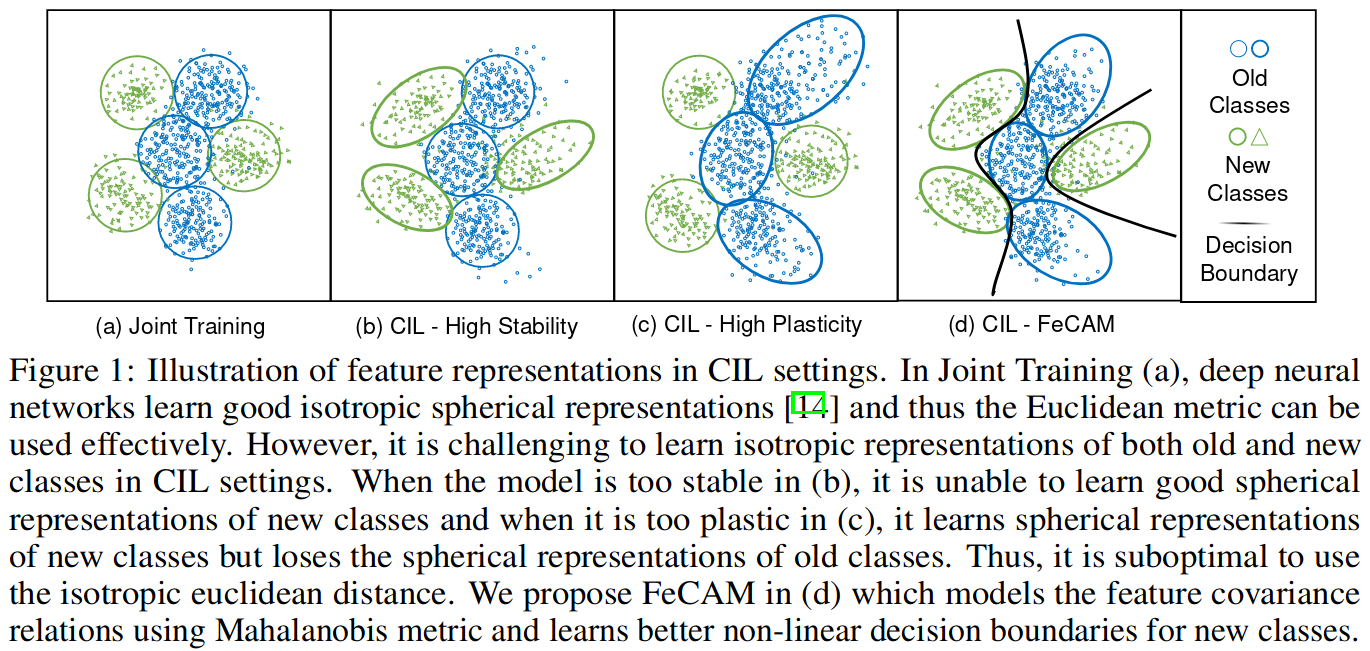 Old
Classes
New
Classes
Decision
Boundary
(a) Joint Training
(b) CIL - High Stability
(c) CIL - High Plasticity
(d) CIL - FeCAM
Figure 1: Illustration of feature representations in CIL settings. In Joint Training (a), deep neural
networks learn good isotropic spherical representations [14] and thus the Euclidean metric can be
used effectively. However, it is challenging to learn isotropic representations of both old and new
classes in CIL settings. When the model is too stable in (b), it is unable to learn good spherical
representations of new classes and when it is too plastic in (c), it learns spherical representations
of new classes but loses the spherical representations of old classes. Thus, it is suboptimal to use
the isotropic euclidean distance. We propose FeCAM in (d) which models the feature covariance
relations using Mahalanobis metric and learns better non-linear decision boundaries for new classes.